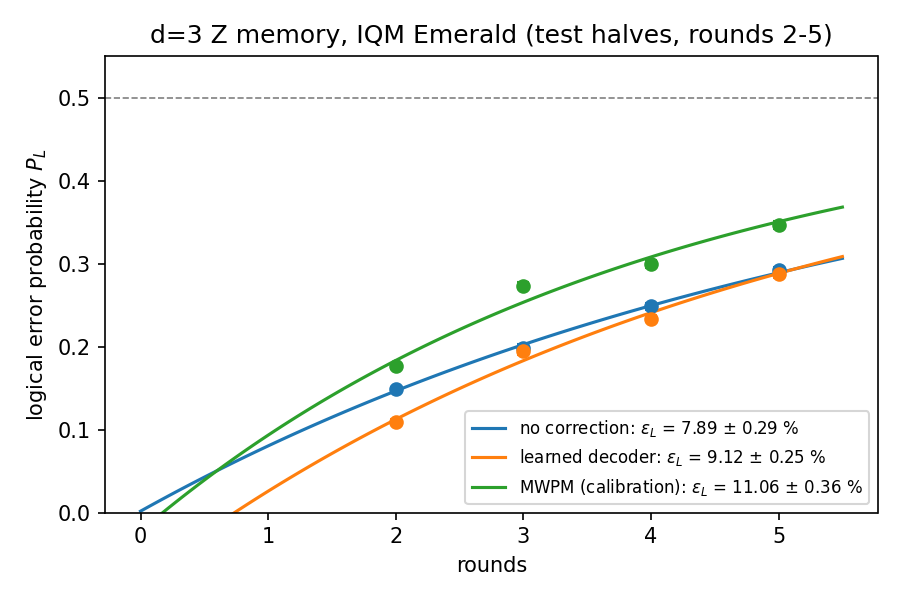 d=3 Z memory, IQM Emerald (test halves, rounds 2-5)
logical error probability P_L
0.5
0.4
0.3
0.2
0.1
0.0
0 1 2 3 4 5
rounds
no correction: ε_L = 7.89 ± 0.29 %
learned decoder: ε_L = 9.12 ± 0.25 %
MWPM (calibration): ε_L = 11.06 ± 0.36 %